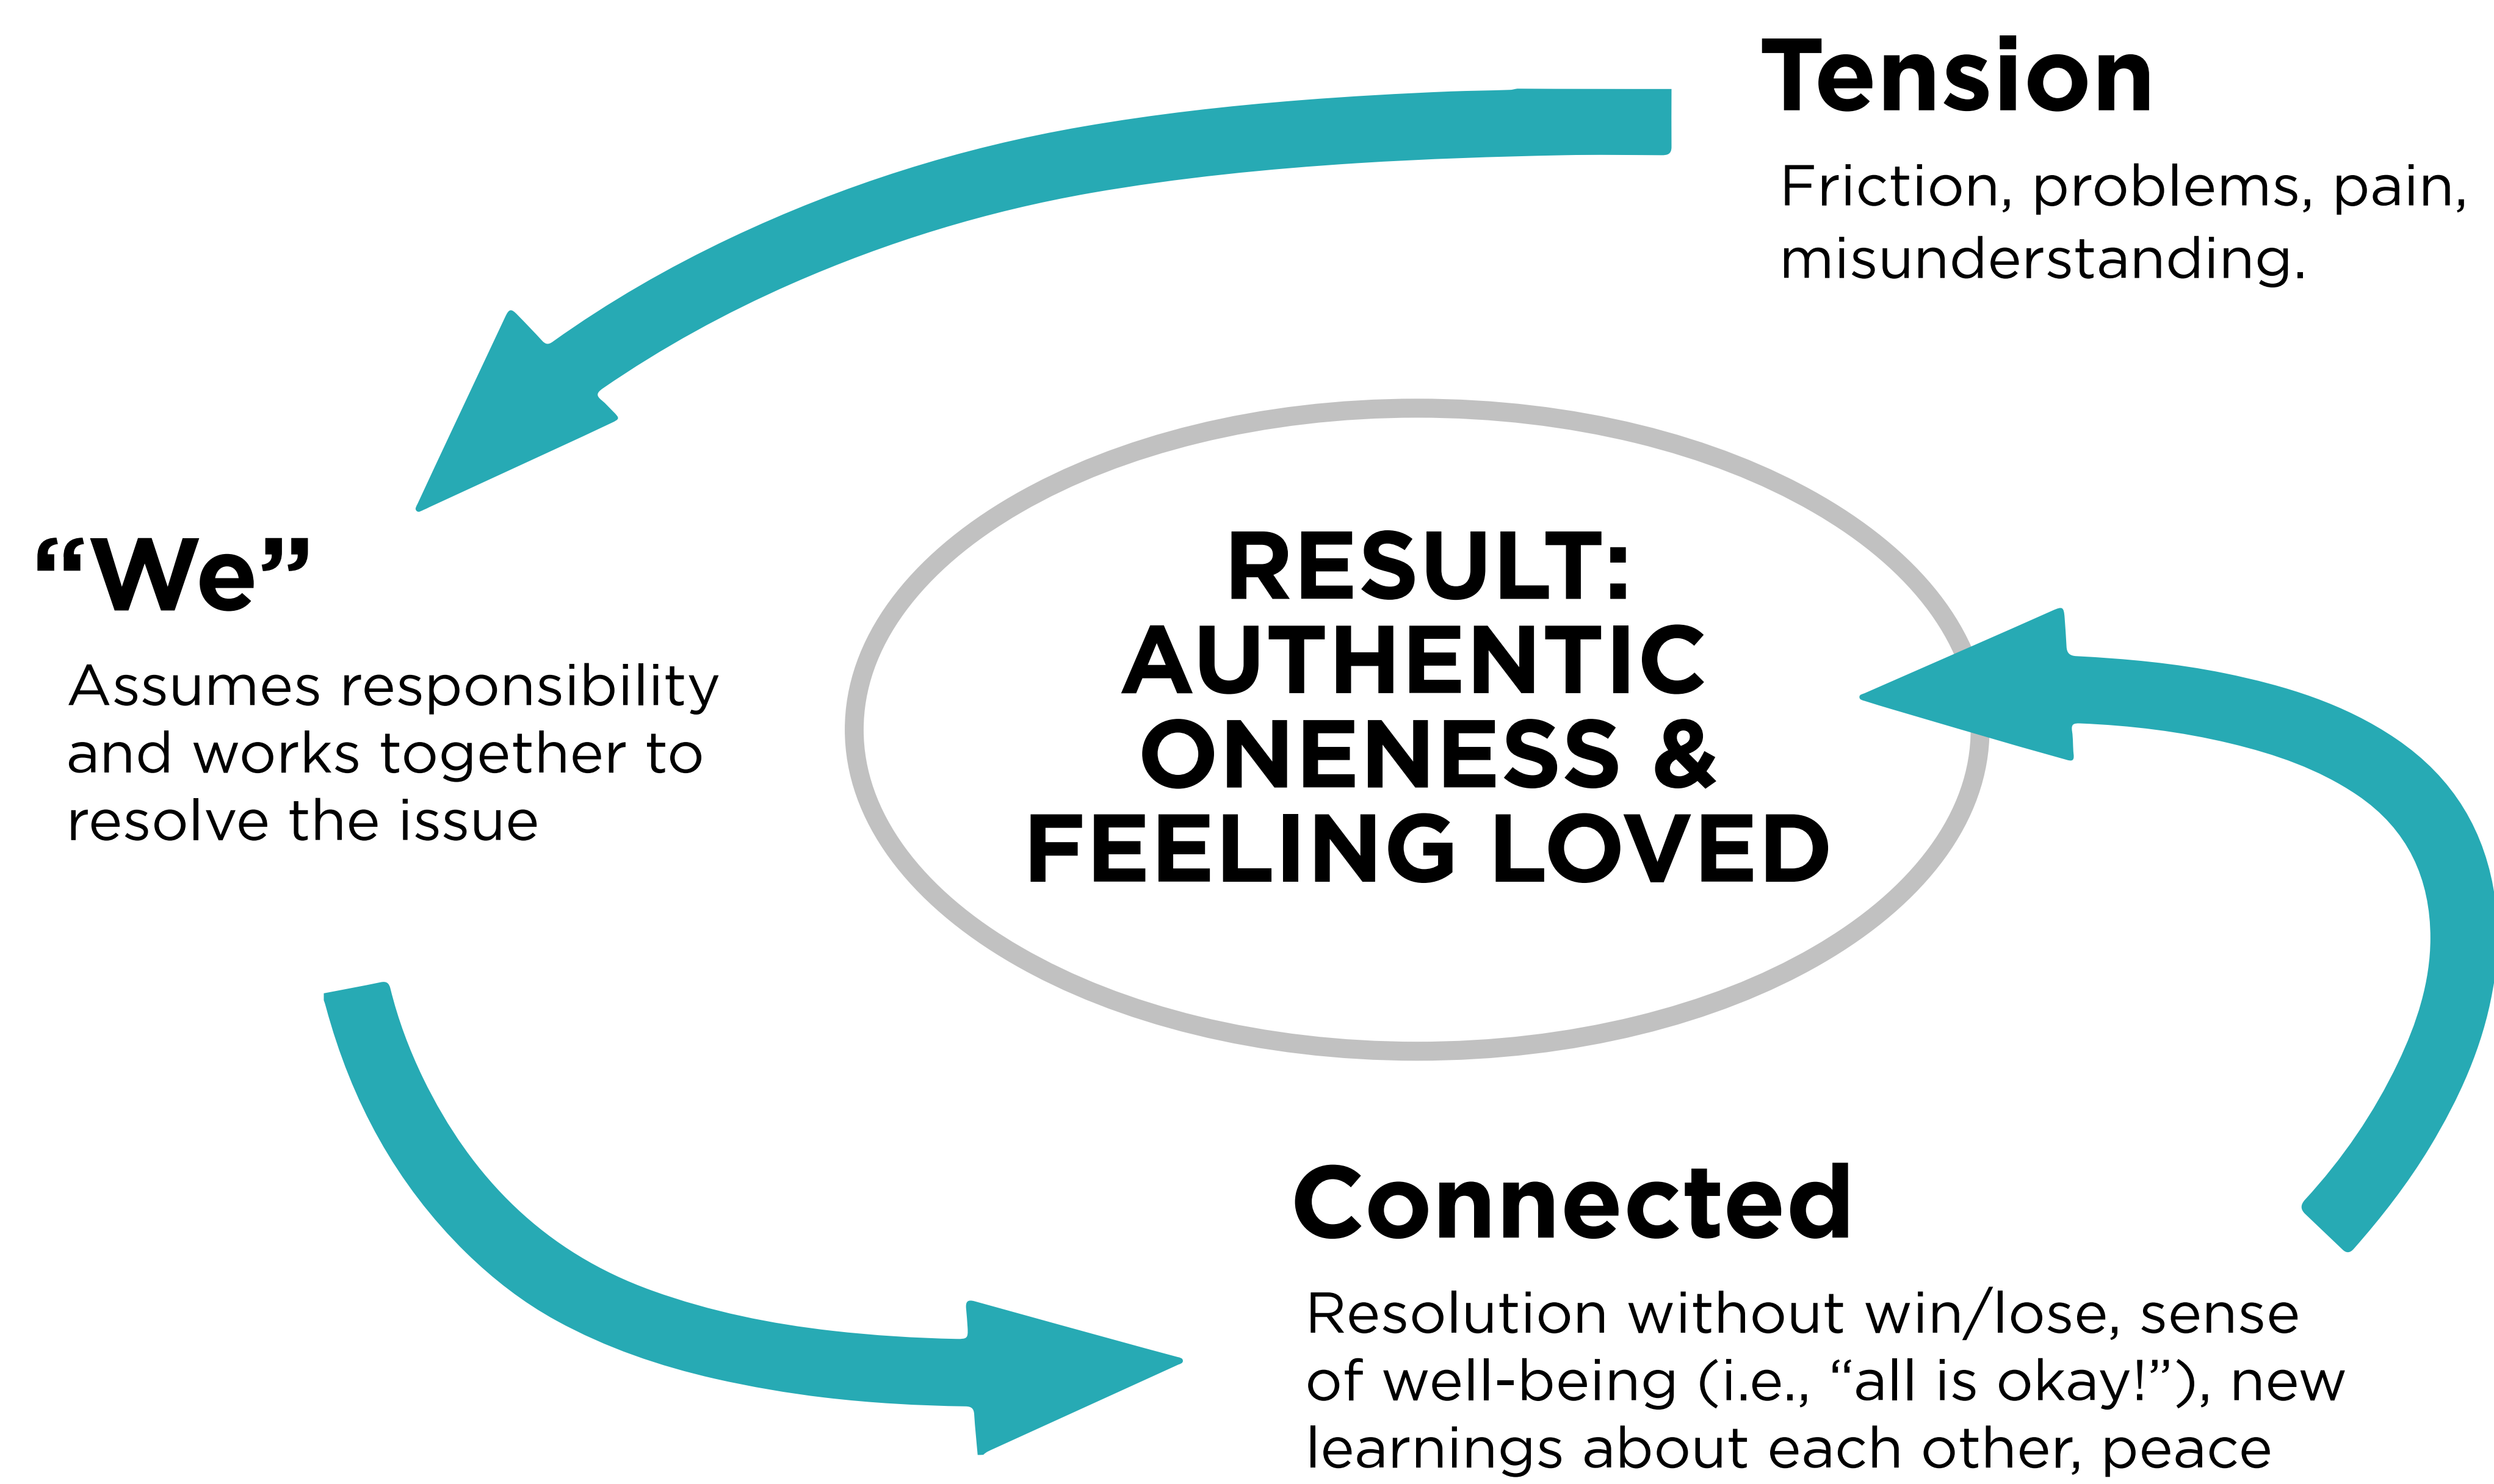 Tension
Friction, problems, pain,
misunderstanding.
“We”
Assumes responsibility
and works together to
resolve the issue
RESULT:
AUTHENTIC
ONENESS &
FEELING LOVED
Connected
Resolution without win/lose, sense
of well-being (i.e., “all is okay!”), new
learnings about each other, peace